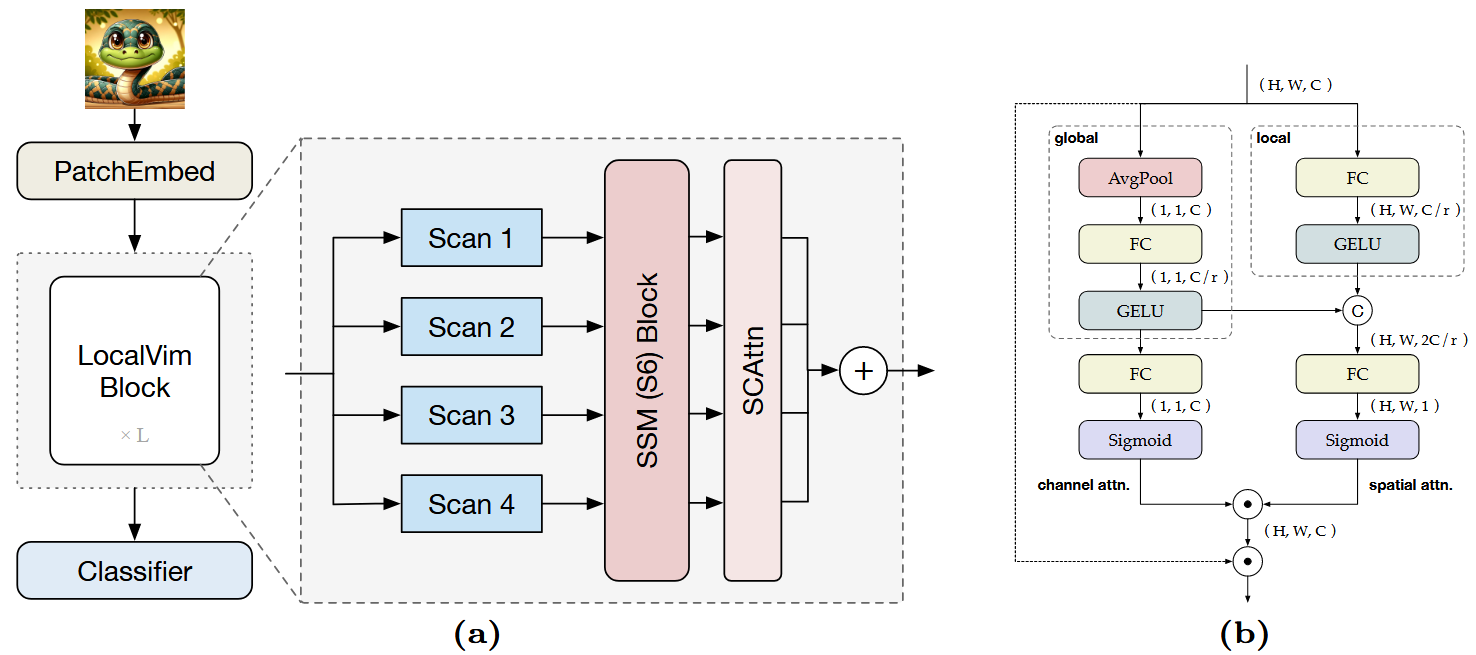 PatchEmbed
LocalVim
Block
× L
Classifier
Scan 1
Scan 2
Scan 3
Scan 4
SSM (S6) Block
SCAttn
+
(a)
(H, W, C)
global
local
AvgPool
FC
(1, 1, C)
(H, W, C/r)
FC
GELU
(1, 1, C/r)
GELU
C
(H, W, 2C/r)
FC
FC
(1, 1, C)
(H, W, 1)
Sigmoid
Sigmoid
channel attn.
spatial attn.
(H, W, C)
(b)